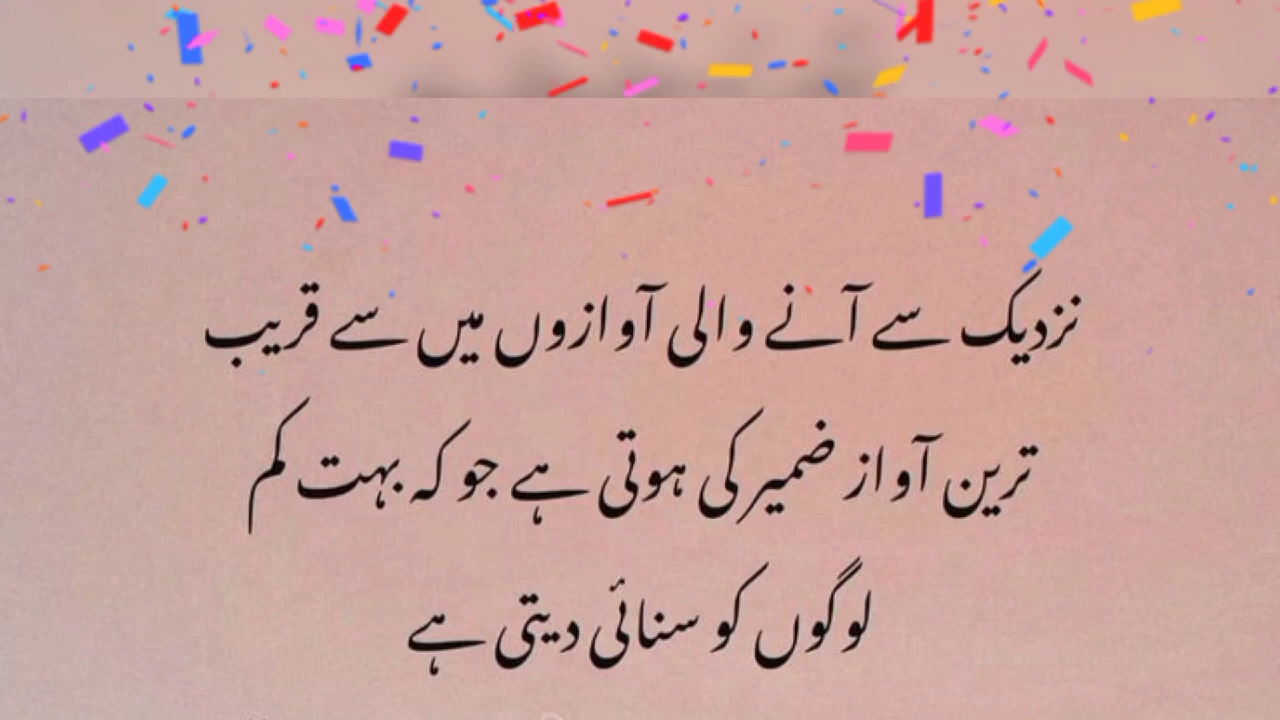 نزدیک سے آنے والی آوازوں میں سے قریب
ترین آواز ضمیر کی ہوتی ہے جو کہ بہت کم
لوگوں کو سنائی دیتی ہے